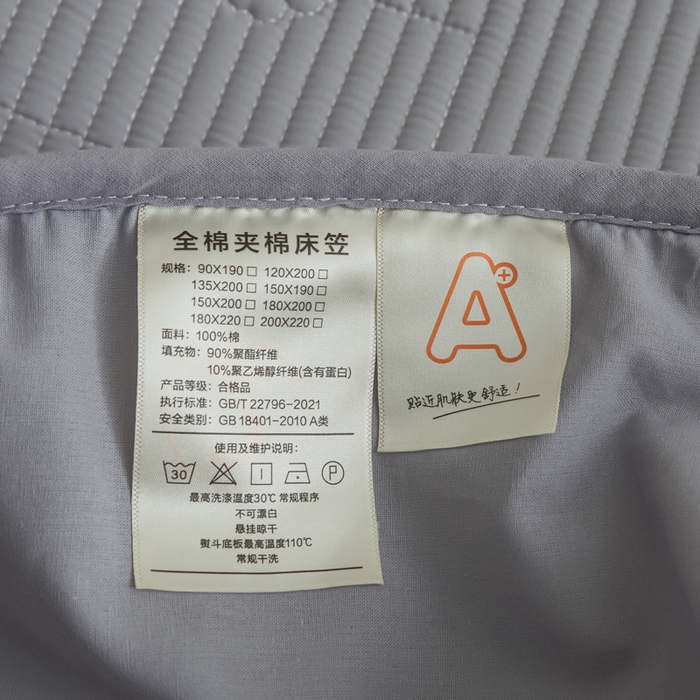 全棉夹棉床笠
规格：90X190□ 120X200□
135X200□ 150X190□
150X200□ 180X200□
180X220□ 200X220□
面料：100%棉
填充物：90%聚酯纤维
10%聚乙烯醇纤维(含有蛋白)
产品等级：合格品
执行标准：GB/T 22796-2021
安全类别：GB 18401-2010 A类
使用及维护说明：
30 P
最高洗涤温度30℃ 常规程序
不可漂白
悬挂晾干
熨斗底板最高温度110℃
常规干洗
A+
贴近肌肤更舒适！